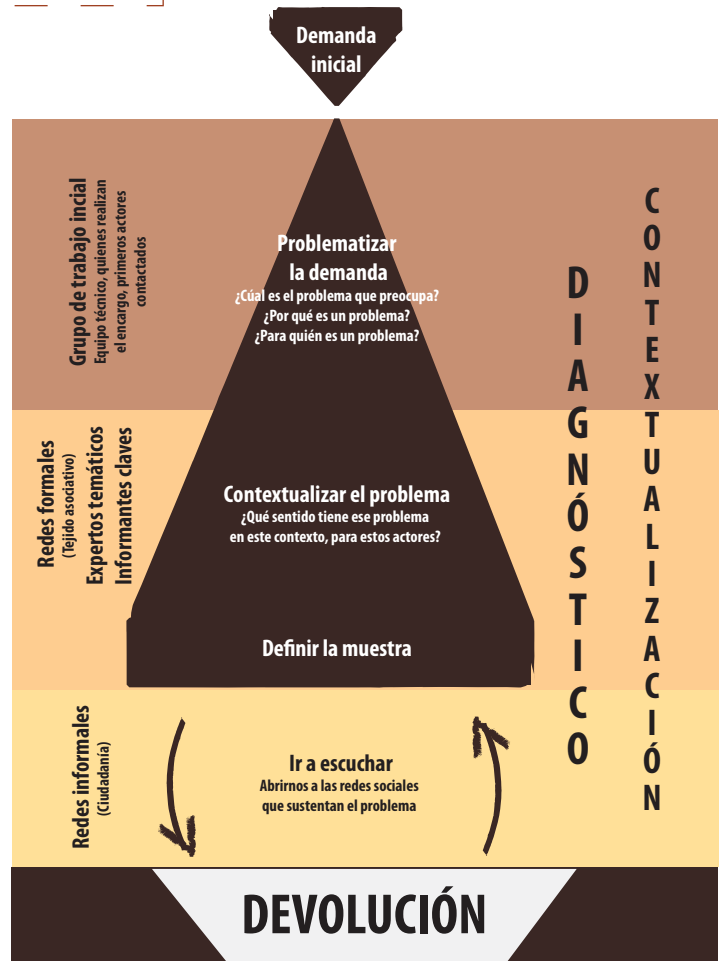 Demanda
inicial
Grupo de trabajo incial
Equipo técnico, quienes realizan
el encargo, primeros actores
contactados
Problematizar
la demanda
¿Cúal es el problema que preocupa?
¿Por qué es un problema?
¿Para quién es un problema?
Redes formales
(Tejido asociativo)
Expertos temáticos
Informantes claves
Contextualizar el problema
¿Qué sentido tiene ese problema
en este contexto, para estos actores?
Definir la muestra
Redes informales
(Ciudadanía)
Ir a escuchar
Abrirnos a las redes sociales
que sustentan el problema
DIAGNÓSTICO
CONTEXTUALIZACIÓN
DEVOLUCIÓN